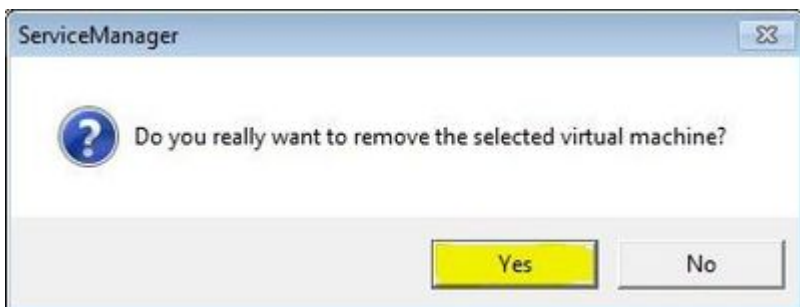 ServiceManager
Do you really want to remove the selected virtual machine?
Yes
No